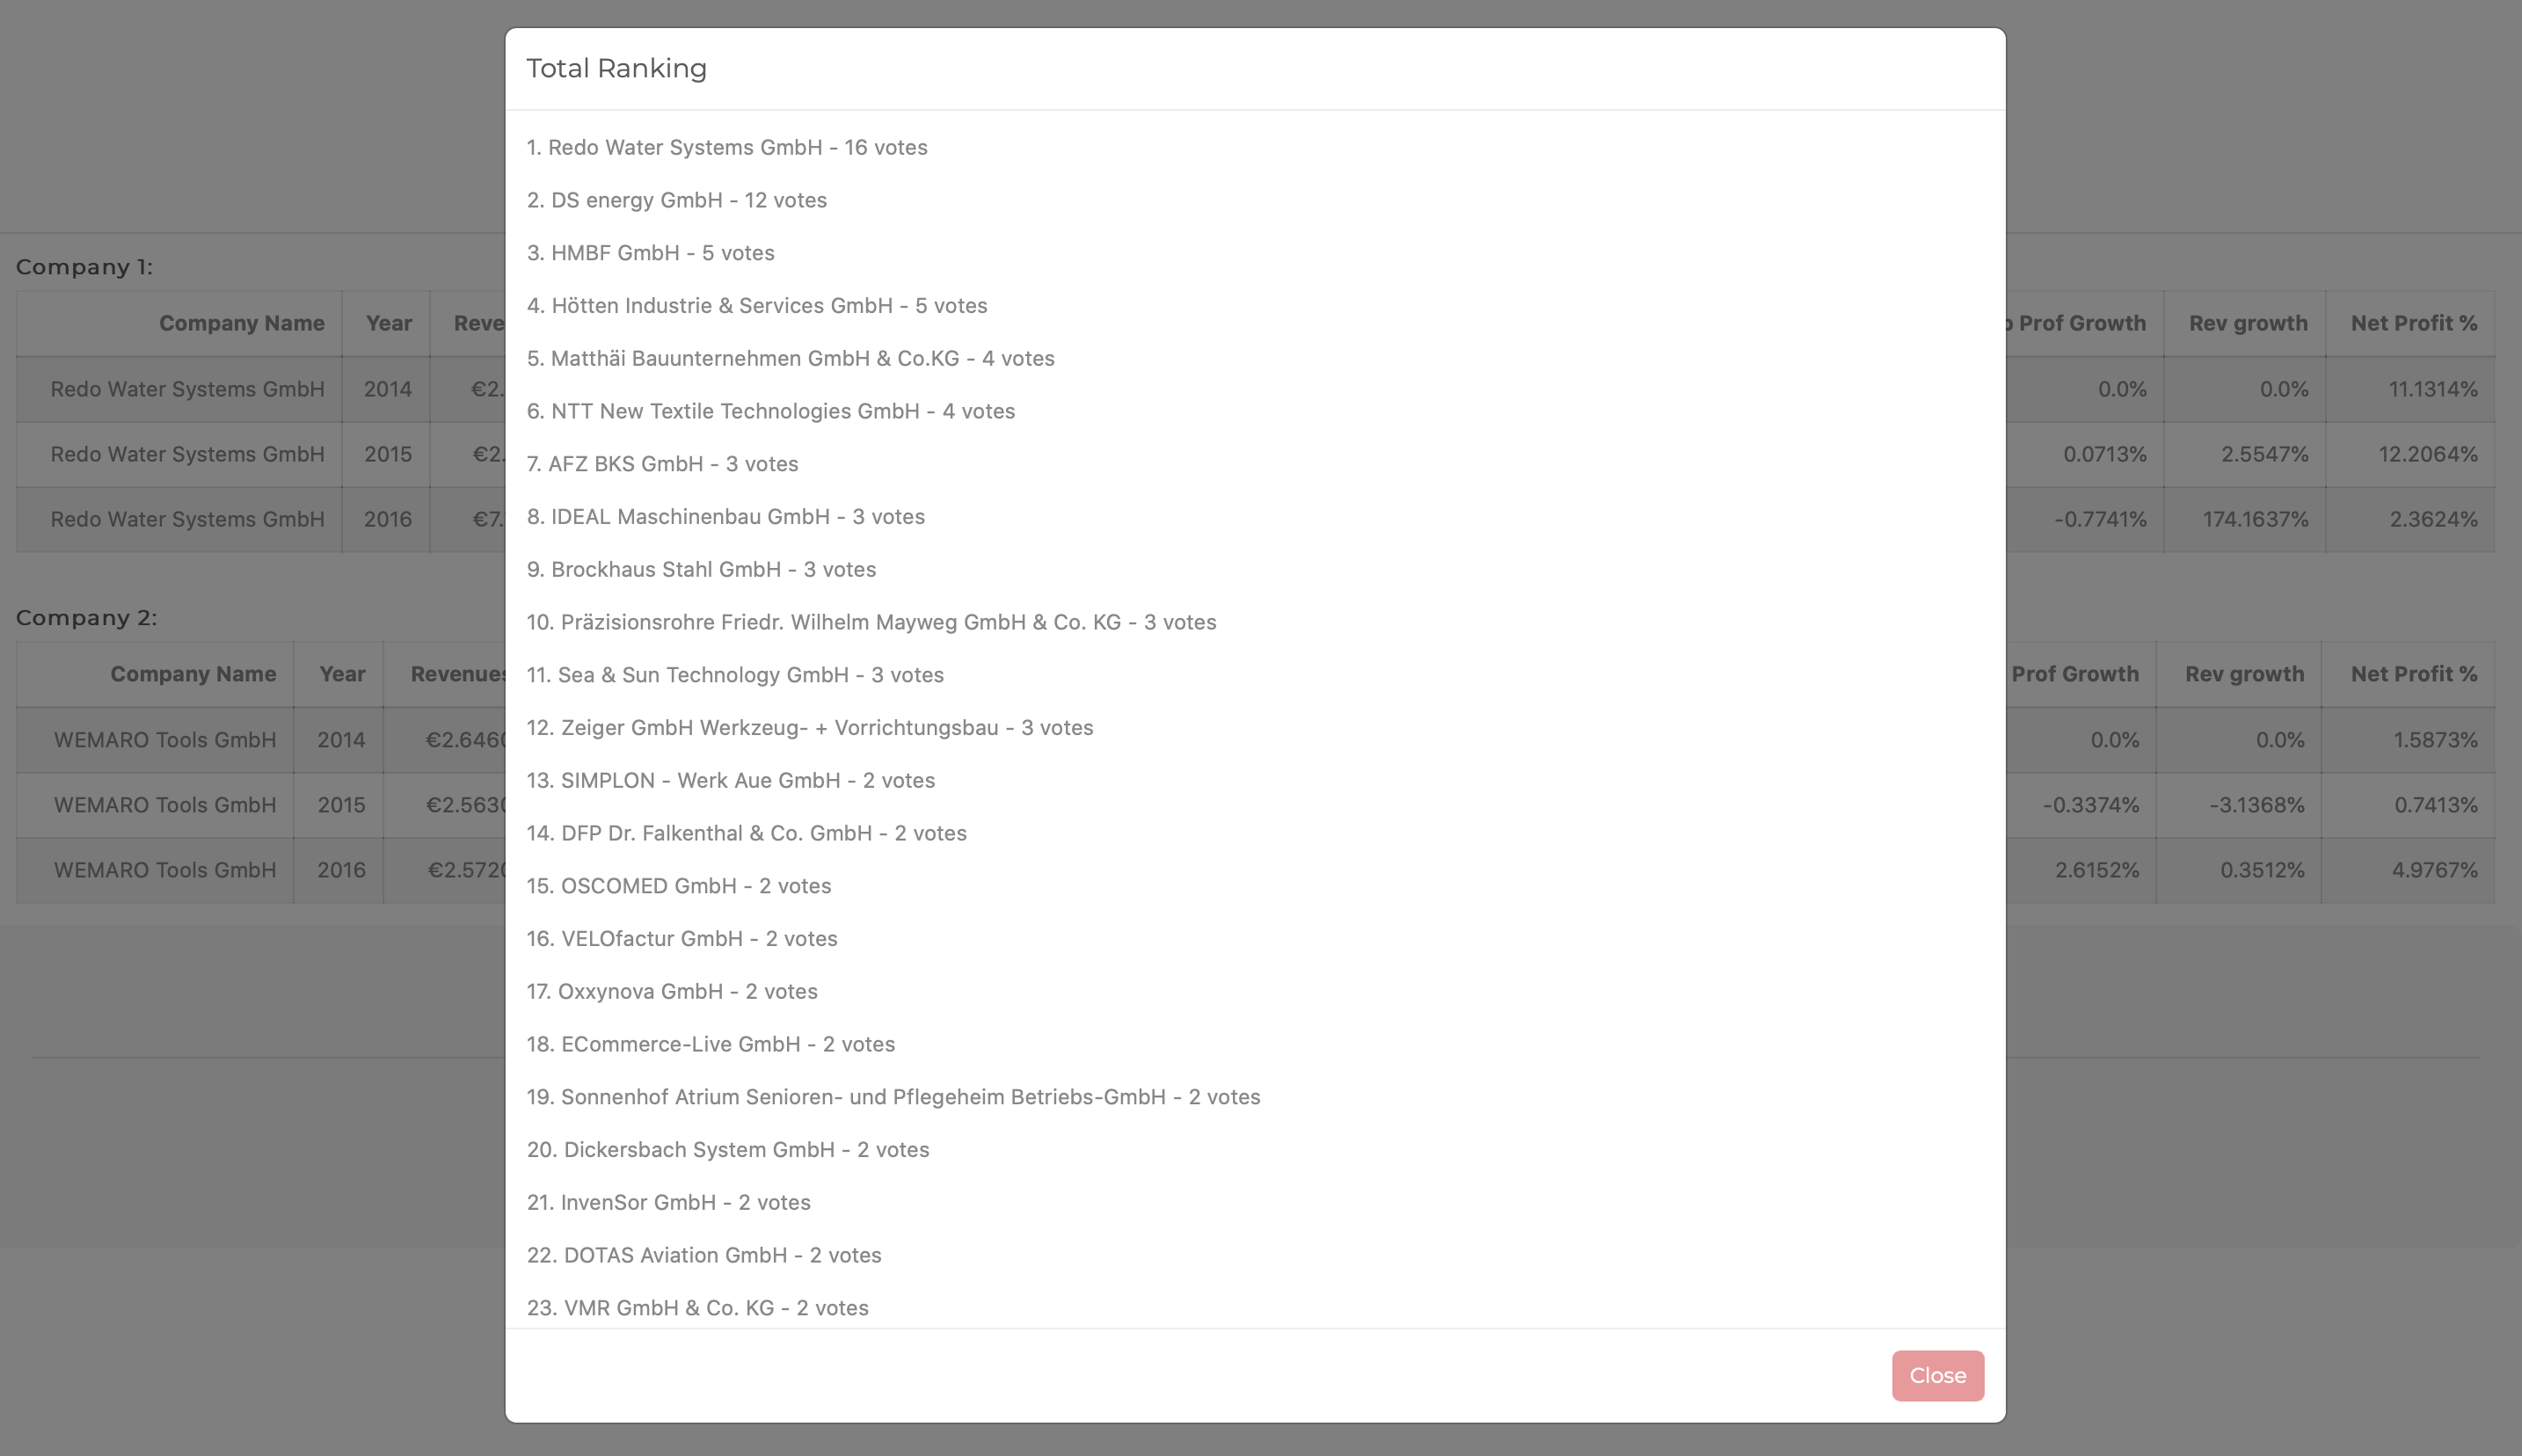 Total Ranking
1. Redo Water Systems GmbH - 16 votes
2. DS energy GmbH - 12 votes
3. HMBF GmbH - 5 votes
4. Hötten Industrie & Services GmbH - 5 votes
5. Matthäi Bauunternehmen GmbH & Co.KG - 4 votes
6. NTT New Textile Technologies GmbH - 4 votes
7. AFZ BKS GmbH - 3 votes
8. IDEAL Maschinenbau GmbH - 3 votes
9. Brockhaus Stahl GmbH - 3 votes
10. Präzisionsrohre Friedr. Wilhelm Mayweg GmbH & Co. KG - 3 votes
11. Sea & Sun Technology GmbH - 3 votes
12. Zeiger GmbH Werkzeug- + Vorrichtungsbau - 3 votes
13. SIMPLON - Werk Aue GmbH - 2 votes
14. DFP Dr. Falkenthal & Co. GmbH - 2 votes
15. OSCOMED GmbH - 2 votes
16. VELOfactur GmbH - 2 votes
17. Oxxynova GmbH - 2 votes
18. ECommerce-Live GmbH - 2 votes
19. Sonnenhof Atrium Senioren- und Pflegeheim Betriebs-GmbH - 2 votes
20. Dickersbach System GmbH - 2 votes
21. InvenSor GmbH - 2 votes
22. DOTAS Aviation GmbH - 2 votes
23. VMR GmbH & Co. KG - 2 votes
Close
Company 1:
Company Name Year Prof Growth Rev growth Net Profit %
Redo Water Systems GmbH 2014 €2. 0.0% 0.0% 11.1314%
Redo Water Systems GmbH 2015 €2. 0.0713% 2.5547% 12.2064%
Redo Water Systems GmbH 2016 €7. -0.7741% 174.1637% 2.3624%
Company 2:
Company Name Year Revenues Prof Growth Rev growth Net Profit %
WEMARO Tools GmbH 2014 €2.646 0.0% 0.0% 1.5873%
WEMARO Tools GmbH 2015 €2.563 -0.3374% -3.1368% 0.7413%
WEMARO Tools GmbH 2016 €2.572 2.6152% 0.3512% 4.9767%